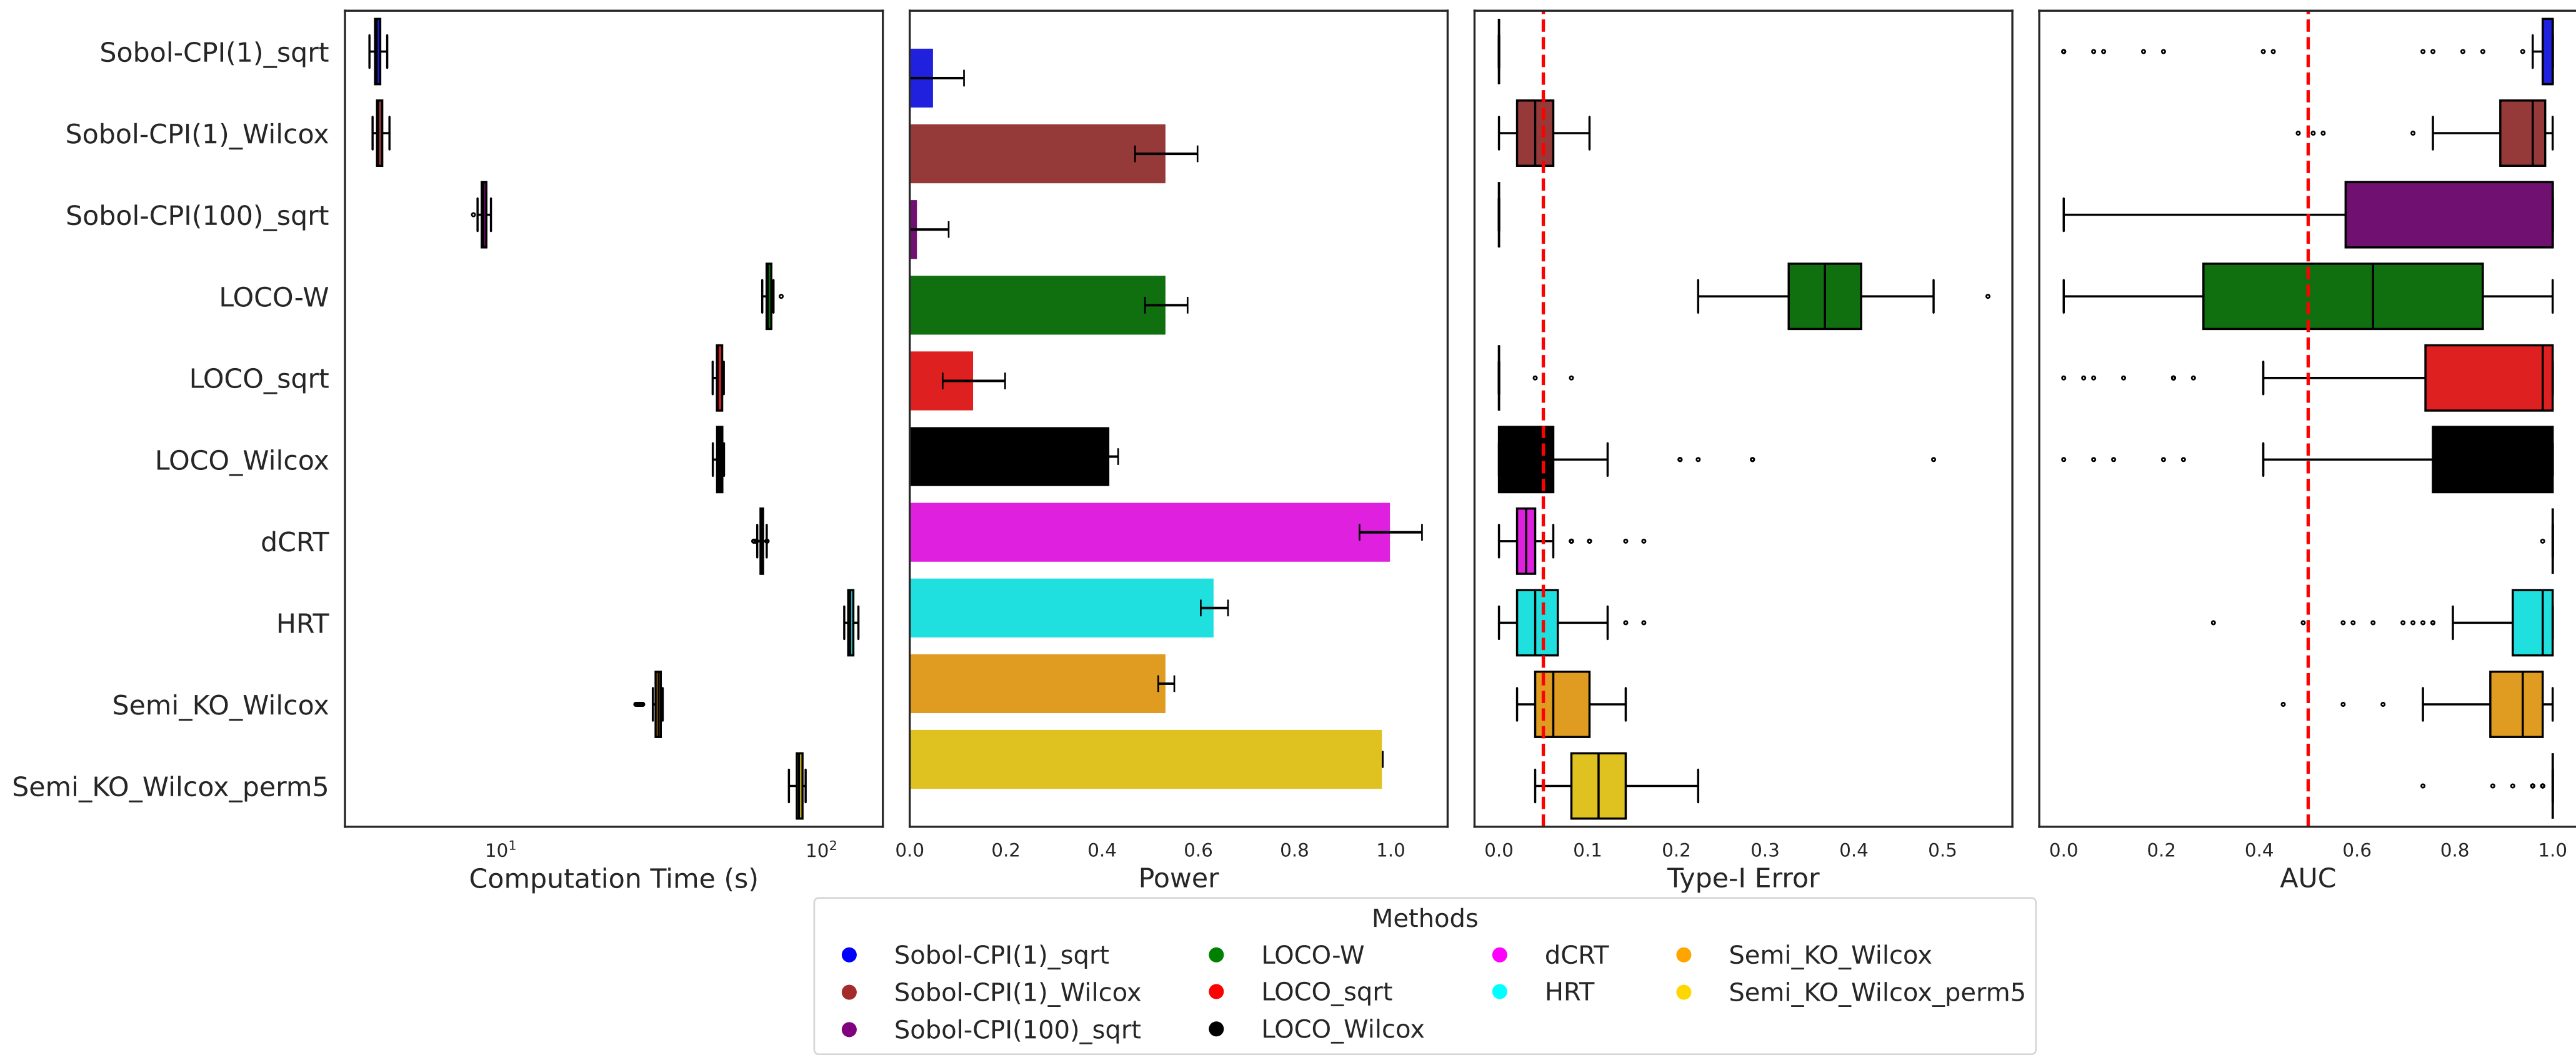 Sobol-CPI(1)_sqrt
Sobol-CPI(1)_Wilcox
Sobol-CPI(100)_sqrt
LOCO-W
LOCO_sqrt
LOCO_Wilcox
dCRT
HRT
Semi_KO_Wilcox
Semi_KO_Wilcox_perm5
10¹ 10²
Computation Time (s)
0.0 0.2 0.4 0.6 0.8 1.0
Power
0.0 0.1 0.2 0.3 0.4 0.5
Type-I Error
0.0 0.2 0.4 0.6 0.8 1.0
AUC
Methods
Sobol-CPI(1)_sqrt LOCO-W dCRT Semi_KO_Wilcox
Sobol-CPI(1)_Wilcox LOCO_sqrt HRT Semi_KO_Wilcox_perm5
Sobol-CPI(100)_sqrt LOCO_Wilcox